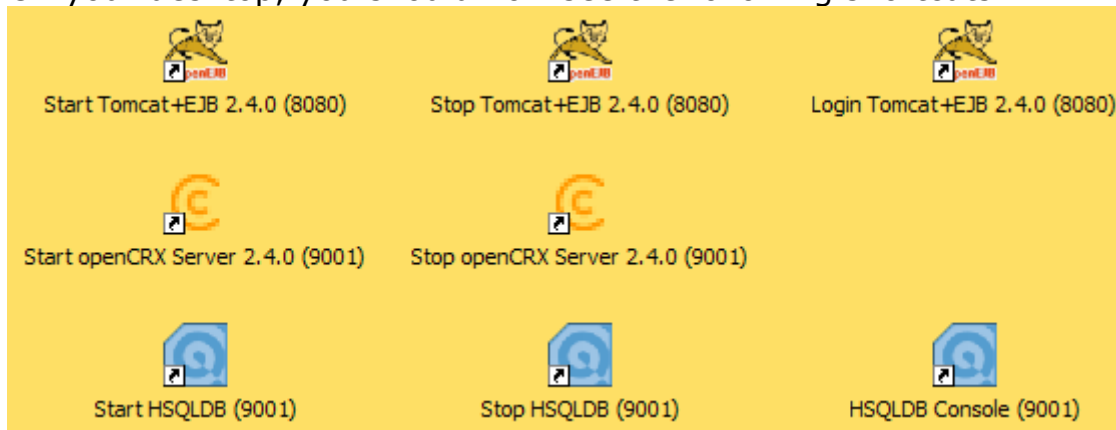 Start Tomcat+EJB 2.4.0 (8080) Stop Tomcat+EJB 2.4.0 (8080) Login Tomcat+EJB 2.4.0 (8080)
Start openCRX Server 2.4.0 (9001) Stop openCRX Server 2.4.0 (9001)
Start HSQLDB (9001) Stop HSQLDB (9001) HSQLDB Console (9001)